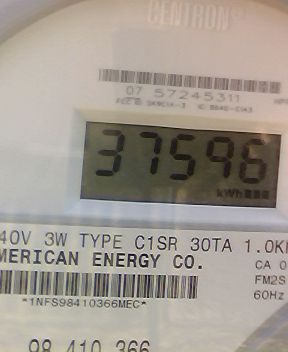 CENTRON
07 57245311
37596
kWh
40V 3W TYPE C1SR 30TA 1.0K
MERICAN ENERGY CO.
CA 0
FM2S
60Hz
*1NFS98410366MEC*
98 410 366